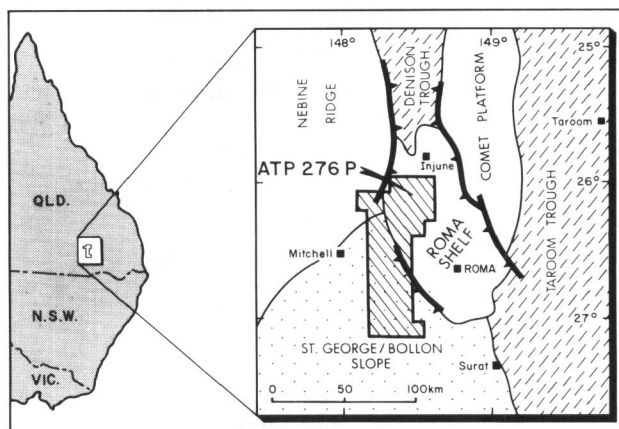 QLD.
N.S.W.
VIC.
148°
149°
25°
26°
27°
NEBINE
RIDGE
DENISON
TROUGH
COMET PLATFORM
Taroom
TAROOM TROUGH
Injune
ATP 276 P
ROMA
SHELF
ROMA
Mitchell
ST. GEORGE/BOLLON
SLOPE
Surat
0 50 100km